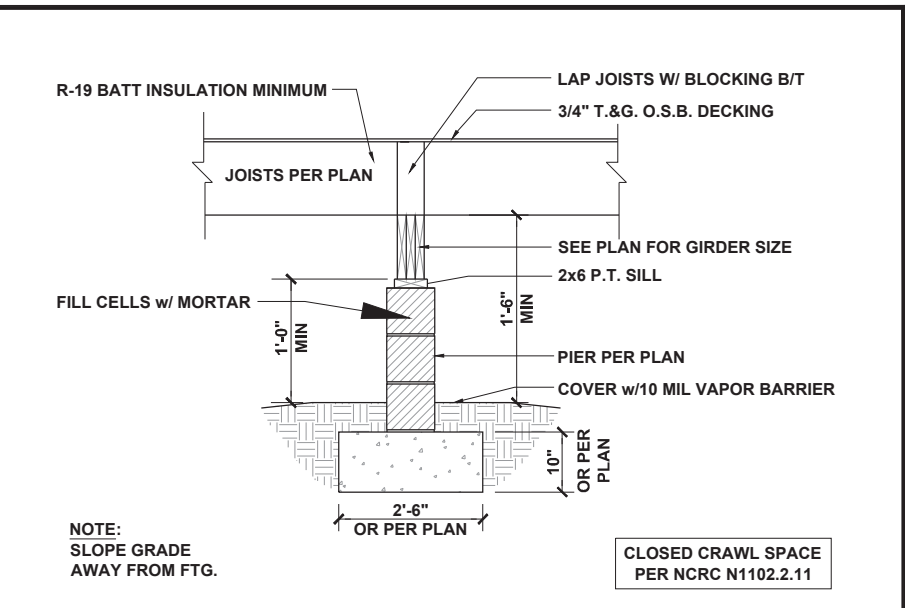 R-19 BATT INSULATION MINIMUM
LAP JOISTS W/ BLOCKING B/T
3/4" T.&G. O.S.B. DECKING
JOISTS PER PLAN
SEE PLAN FOR GIRDER SIZE
2x6 P.T. SILL
FILL CELLS w/ MORTAR
1'-0"
MIN
1'-6"
MIN
PIER PER PLAN
COVER w/10 MIL VAPOR BARRIER
10"
OR PER
PLAN
2'-6"
OR PER PLAN
NOTE:
SLOPE GRADE
AWAY FROM FTG.
CLOSED CRAWL SPACE
PER NCRC N1102.2.11